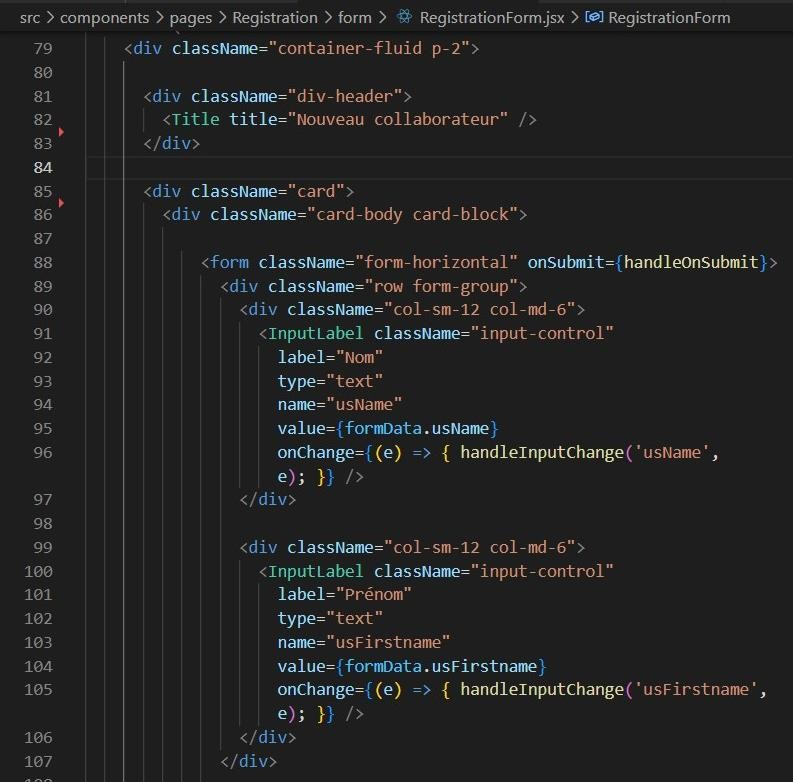 src > components > pages > Registration > form > RegistrationForm.jsx > RegistrationForm
79 <div className="container-fluid p-2">
80
81 <div className="div-header">
82 <Title title="Nouveau collaborateur" />
83 </div>
84
85 <div className="card">
86 <div className="card-body card-block">
87
88 <form className="form-horizontal" onSubmit={handleOnSubmit}>
89 <div className="row form-group">
90 <div className="col-sm-12 col-md-6">
91 <InputLabel className="input-control"
92 label="Nom"
93 type="text"
94 name="usName"
95 value={formData.usName}
96 onChange={(e) => { handleInputChange('usName',
e); }} />
97 </div>
98
99 <div className="col-sm-12 col-md-6">
100 <InputLabel className="input-control"
101 label="Prénom"
102 type="text"
103 name="usFirstname"
104 value={formData.usFirstname}
105 onChange={(e) => { handleInputChange('usFirstname',
e); }} />
106 </div>
107 </div>